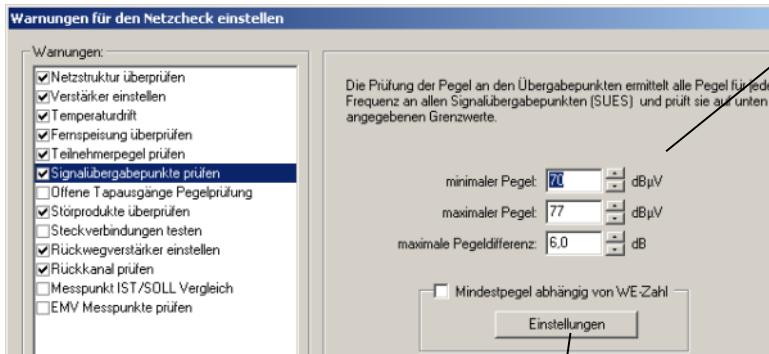 Warnungen für den Netzcheck einstellen
Warnungen:
Netzstruktur überprüfen
Verstärker einstellen
Temperaturdrift
Fernspeisung überprüfen
Teilnehmerpegel prüfen
Signalübergabepunkte prüfen
Offene Tapausgänge Pegelprüfung
Störprodukte überprüfen
Steckverbindungen testen
Rückwegverstärker einstellen
Rückkanal prüfen
Messpunkt IST/SOLL Vergleich
EMV Messpunkte prüfen
Die Prüfung der Pegel an den Übergabepunkten ermittelt alle Pegel für jede
Frequenz an allen Signalübergabepunkten (SUES) und prüft sie auf unten
angegebenen Grenzwerte.
minimaler Pegel: 70 dBµV
maximaler Pegel: 77 dBµV
maximale Pegeldifferenz: 6,0 dB
Mindestpegel abhängig von WE-Zahl
Einstellungen